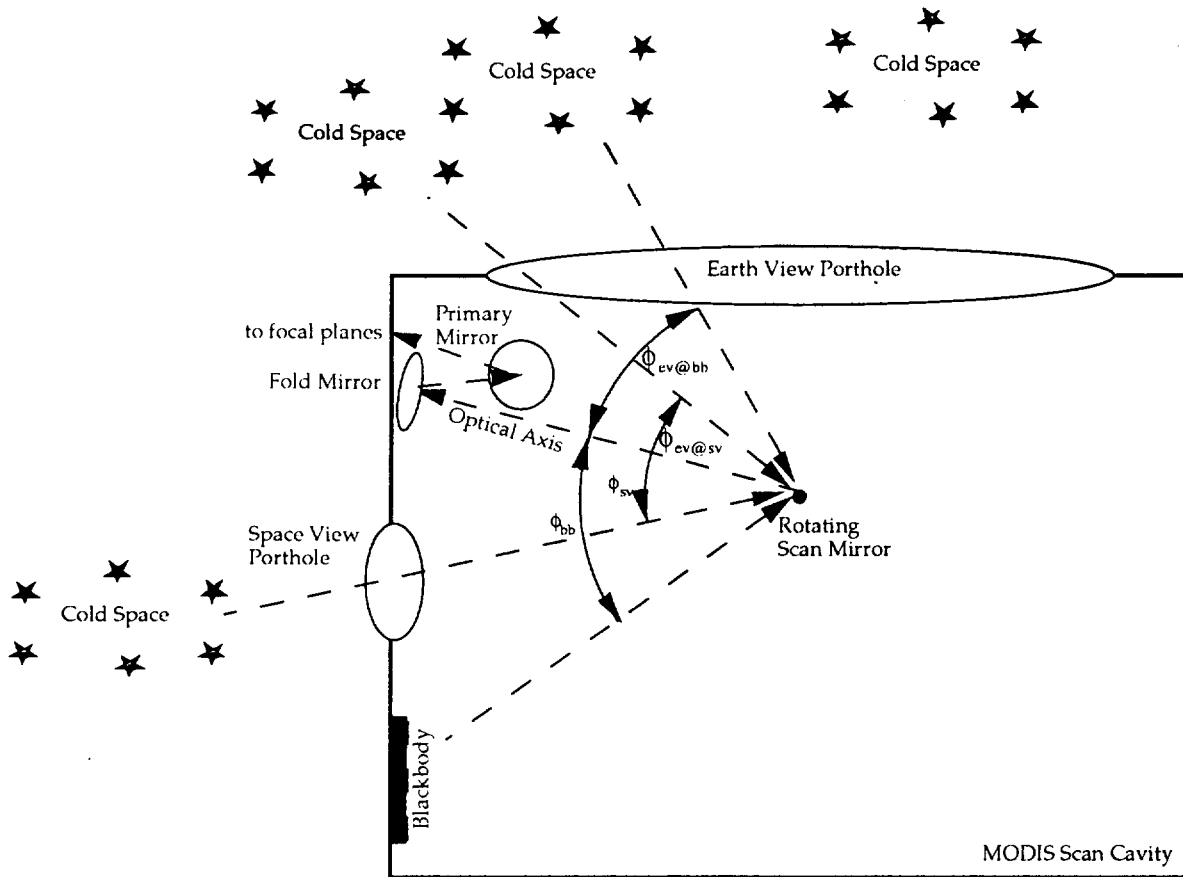 Cold Space
Cold Space
Cold Space
Earth View Porthole
Primary
Mirror
to focal planes
Fold Mirror
Optical Axis
ϕev@bb
ϕev@sv
ϕsv
ϕbb
Rotating
Scan Mirror
Space View
Porthole
Cold Space
Blackbody
MODIS Scan Cavity